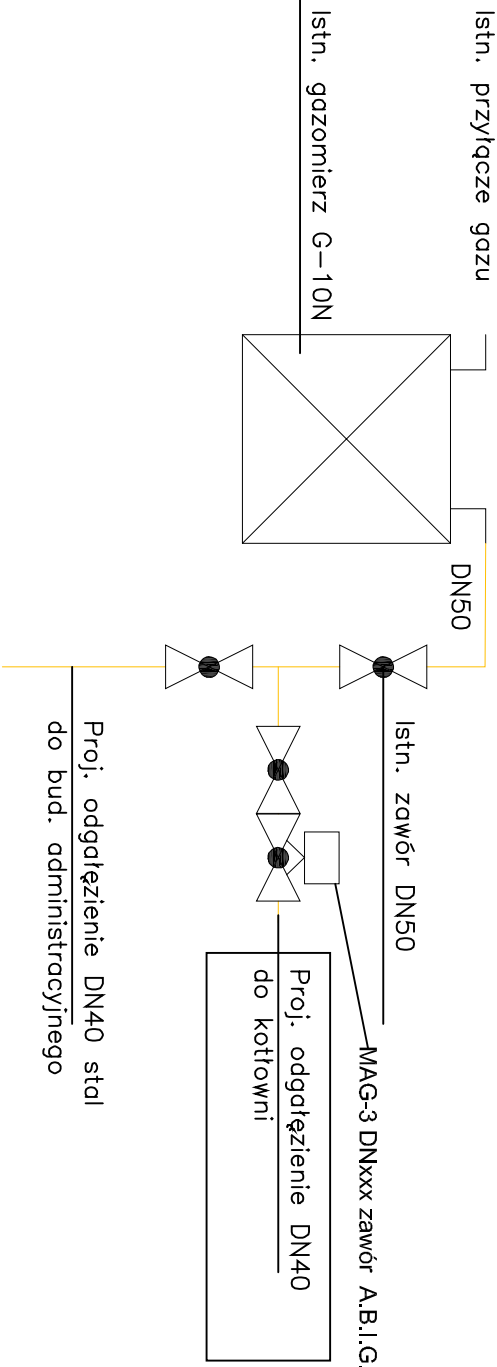 Istn. przyłącze gazu
Istn. gazomierz G-10N
DN50
Istn. zawór DN50
MAG-3 DNxxx zawór A.B.I.G.
Proj. odgałęzienie DN40
do kotłowni
Proj. odgałęzienie DN40 stal
do bud. administracyjnego